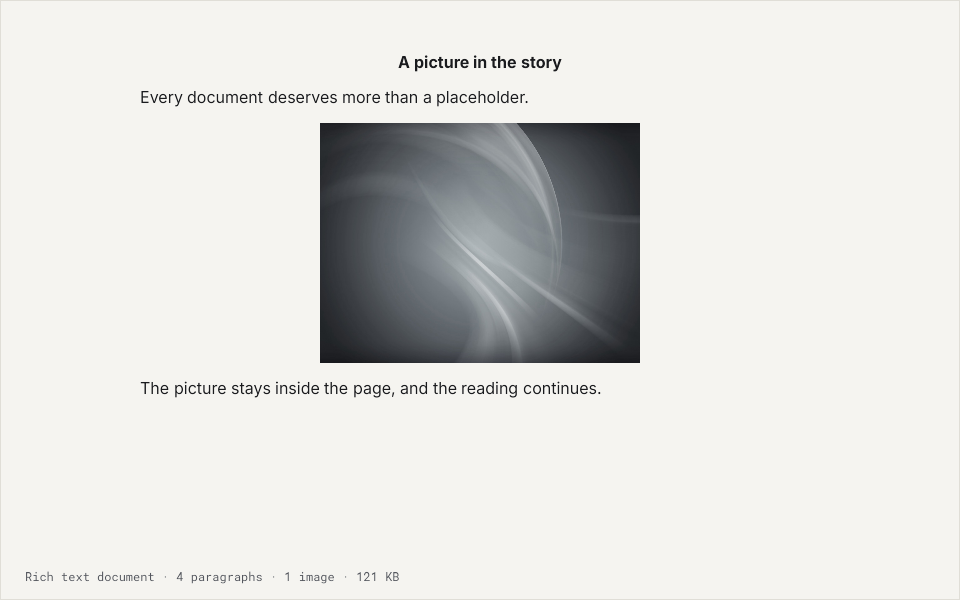 A picture in the story
Every document deserves more than a placeholder.
The picture stays inside the page, and the reading continues.
Rich text document · 4 paragraphs · 1 image · 121 KB